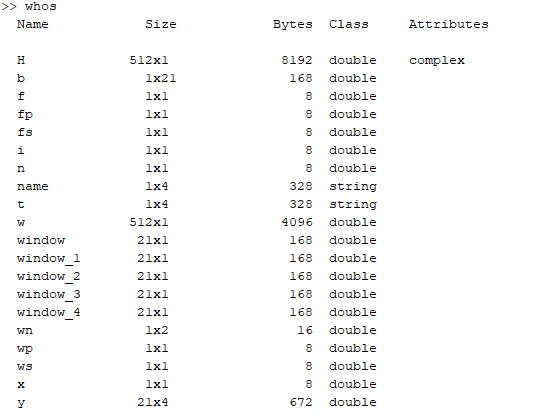 >> whos
  Name             Size            Bytes  Class     Attributes

  H              512x1              8192  double    complex
  b                1x21              168  double
  f                1x1                 8  double
  fp               1x1                 8  double
  fs               1x1                 8  double
  i                1x1                 8  double
  n                1x1                 8  double
  name             1x4               328  string
  t                1x4               328  string
  w              512x1              4096  double
  window          21x1               168  double
  window_1        21x1               168  double
  window_2        21x1               168  double
  window_3        21x1               168  double
  window_4        21x1               168  double
  wn               1x2                16  double
  wp               1x1                 8  double
  ws               1x1                 8  double
  x                1x1                 8  double
  y               21x4               672  double